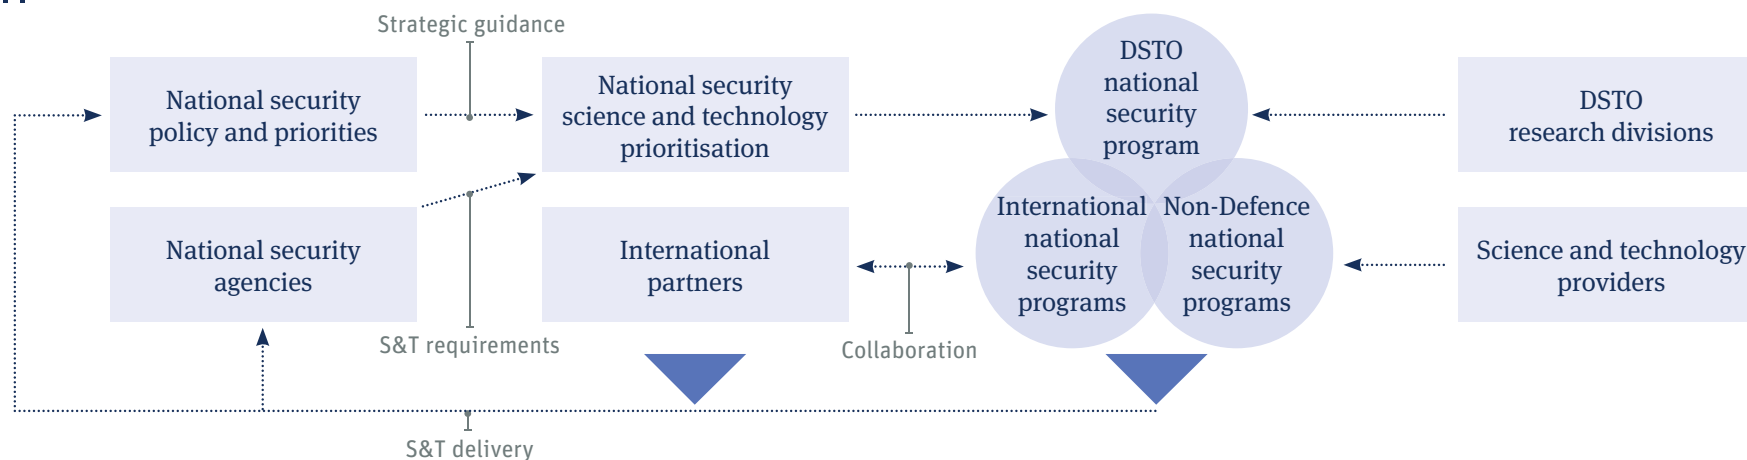 Strategic guidance
National security
policy and priorities
National security
science and technology
prioritisation
DSTO
national
security
program
DSTO
research divisions
National security
agencies
International
partners
International
national
security
programs
Non-Defence
national
security
programs
Science and technology
providers
S&T requirements
Collaboration
S&T delivery